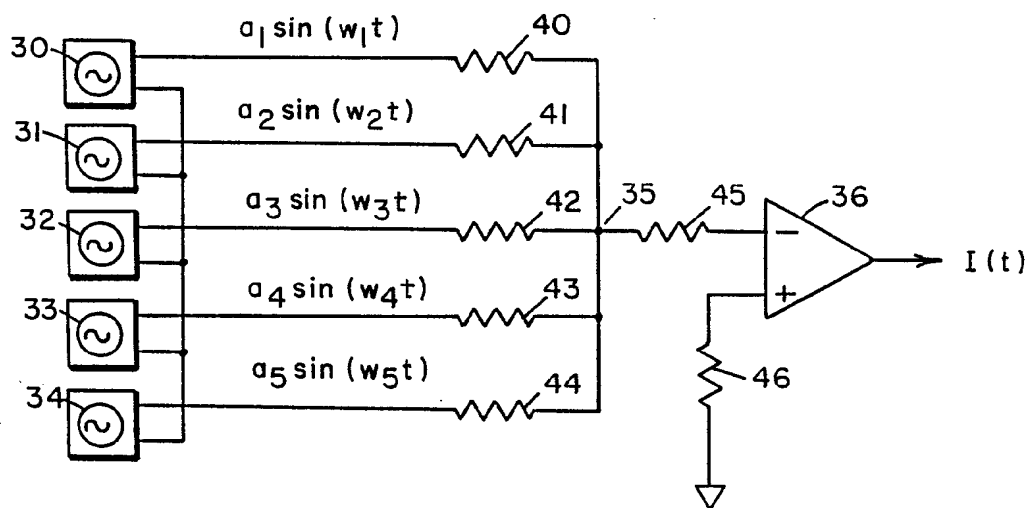 30
a₁ sin (w₁t)
40
31
a₂ sin (w₂t)
41
32
a₃ sin (w₃t)
42
35
45
36
−
+
I (t)
33
a₄ sin (w₄t)
43
34
a₅ sin (w₅t)
44
46